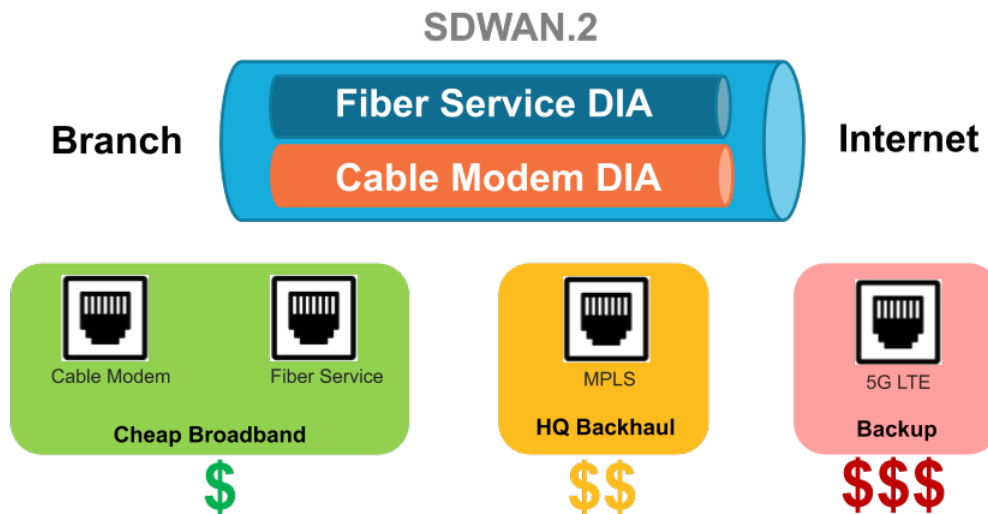 SDWAN.2
Branch
Fiber Service DIA
Cable Modem DIA
Internet
Cable Modem
Fiber Service
Cheap Broadband
$
MPLS
HQ Backhaul
$$
5G LTE
Backup
$$$